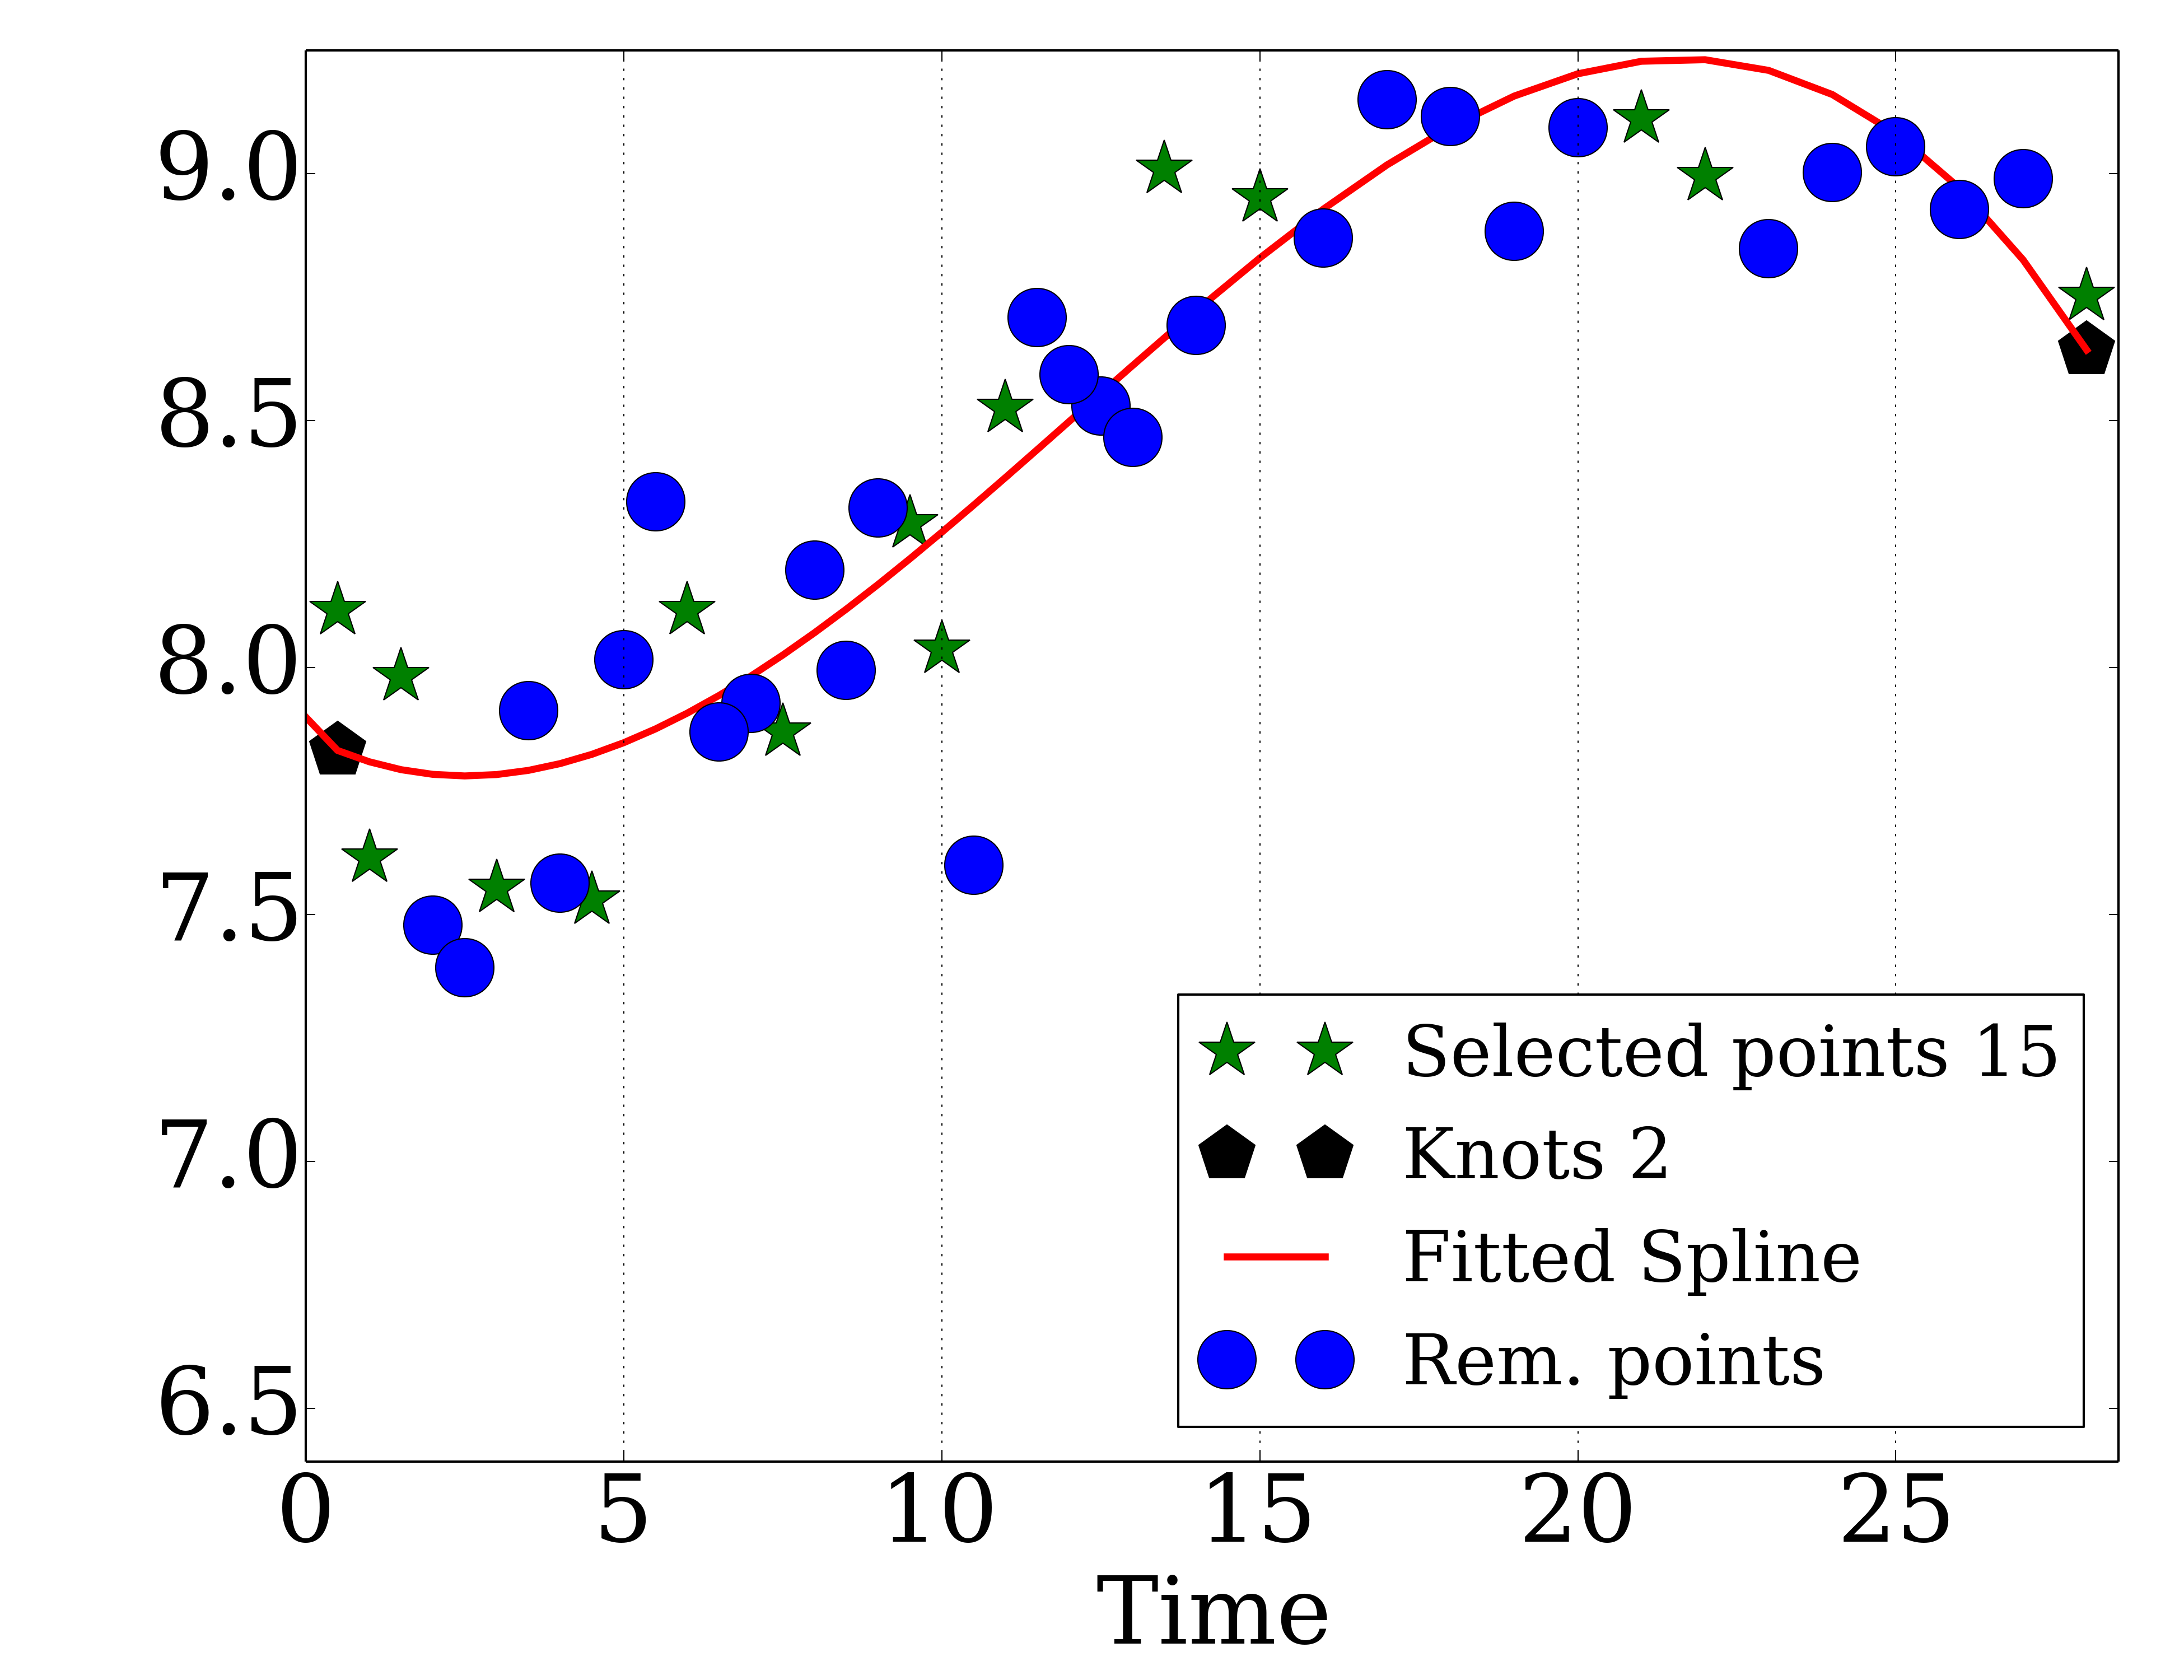 9.0
8.5
8.0
7.5
7.0
6.5
Selected points 15
Knots 2
Fitted Spline
Rem. points
0 5 10 15 20 25
Time